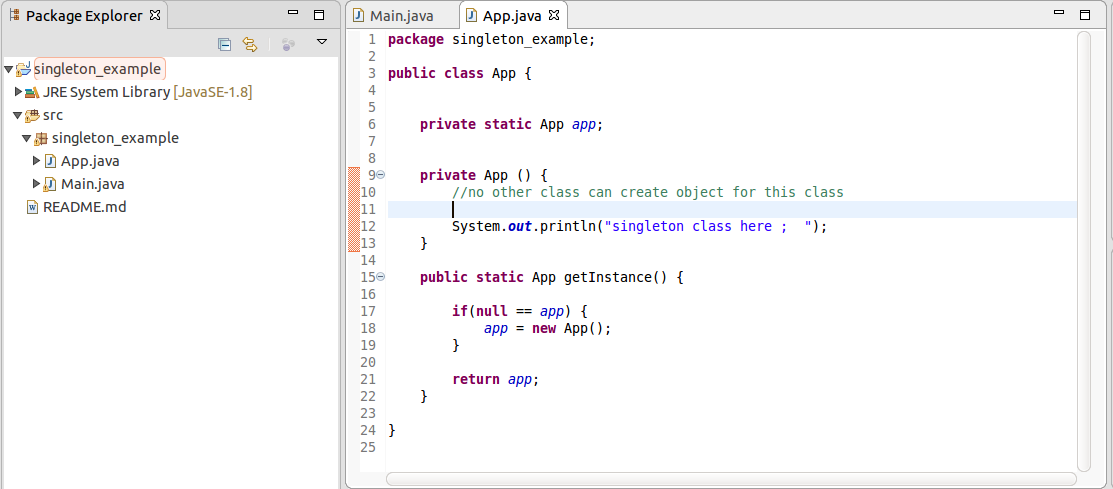 Package Explorer
singleton_example
JRE System Library [JavaSE-1.8]
src
singleton_example
App.java
Main.java
README.md
Main.java
App.java
1 package singleton_example;
2
3 public class App {
4
5
6     private static App app;
7
8
9     private App () {
10         //no other class can create object for this class
11
12         System.out.println("singleton class here ;  ");
13     }
14
15     public static App getInstance() {
16
17         if(null == app) {
18             app = new App();
19         }
20
21         return app;
22     }
23
24 }
25